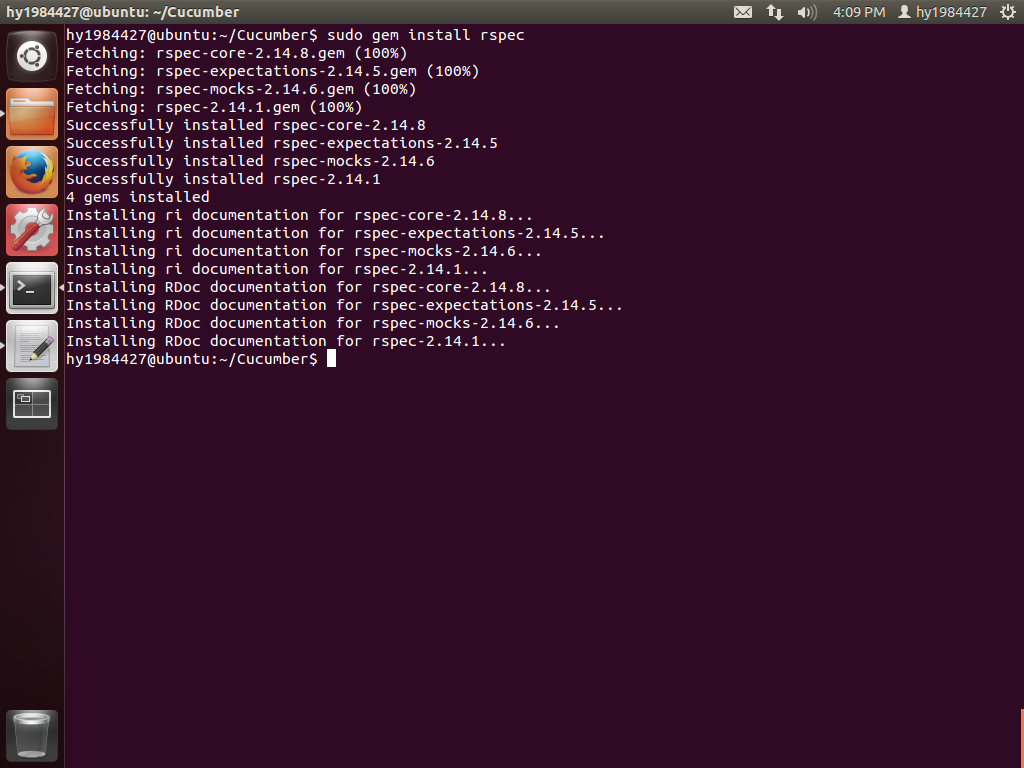 hy1984427@ubuntu: ~/Cucumber 4:09 PM hy1984427
hy1984427@ubuntu:~/Cucumber$ sudo gem install rspec
Fetching: rspec-core-2.14.8.gem (100%)
Fetching: rspec-expectations-2.14.5.gem (100%)
Fetching: rspec-mocks-2.14.6.gem (100%)
Fetching: rspec-2.14.1.gem (100%)
Successfully installed rspec-core-2.14.8
Successfully installed rspec-expectations-2.14.5
Successfully installed rspec-mocks-2.14.6
Successfully installed rspec-2.14.1
4 gems installed
Installing ri documentation for rspec-core-2.14.8...
Installing ri documentation for rspec-expectations-2.14.5...
Installing ri documentation for rspec-mocks-2.14.6...
Installing ri documentation for rspec-2.14.1...
Installing RDoc documentation for rspec-core-2.14.8...
Installing RDoc documentation for rspec-expectations-2.14.5...
Installing RDoc documentation for rspec-mocks-2.14.6...
Installing RDoc documentation for rspec-2.14.1...
hy1984427@ubuntu:~/Cucumber$